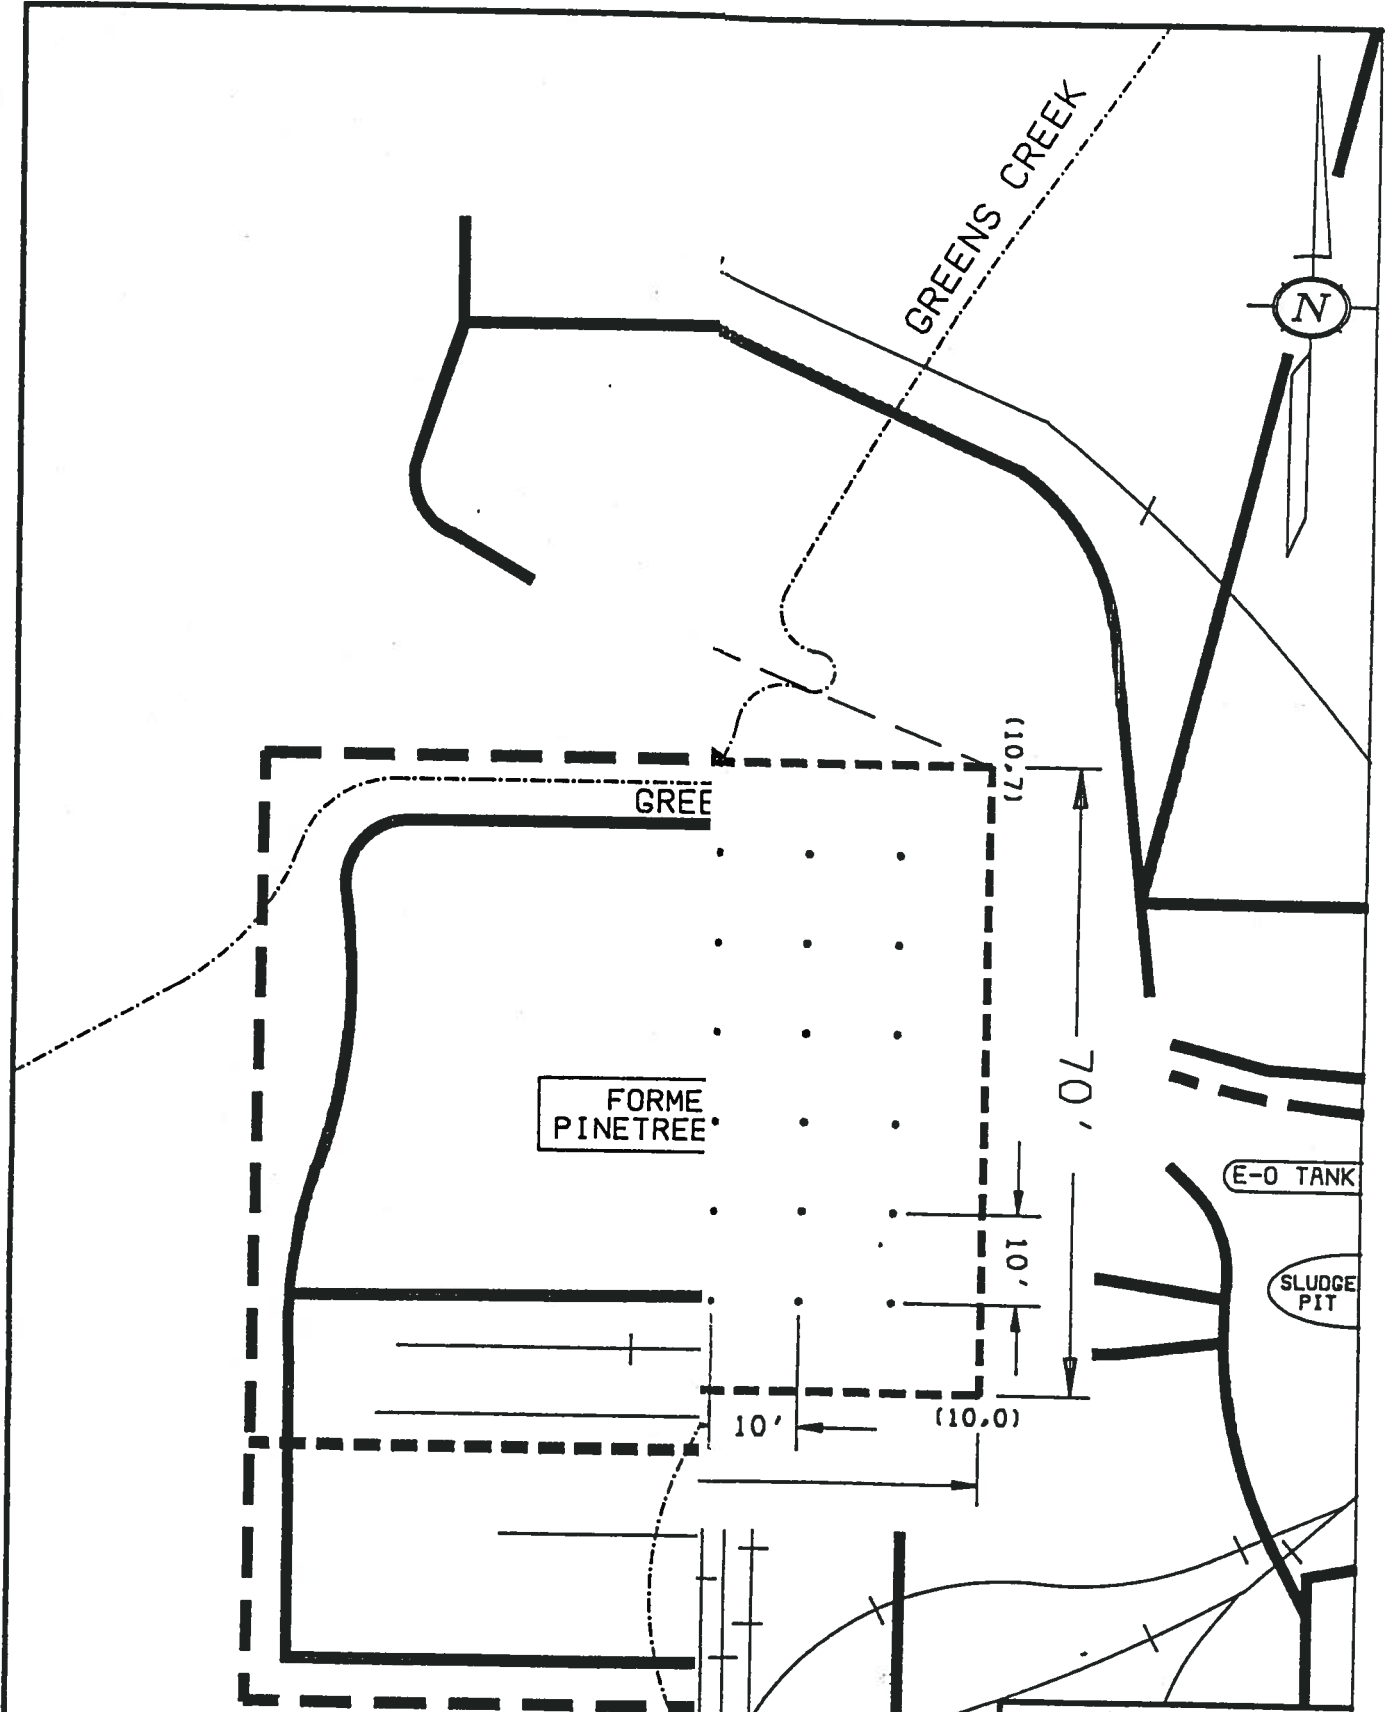 GREENS CREEK
N
(10,7)
GREE
70'
FORME
PINETREE
E-O TANK
10'
SLUDGE
PIT
10'
(10,0)